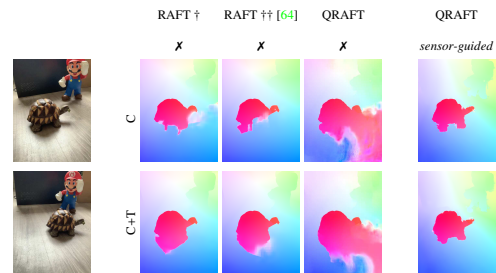 RAFT † RAFT †† [64] QRAFT QRAFT
✗ ✗ ✗ sensor-guided
C
C+T